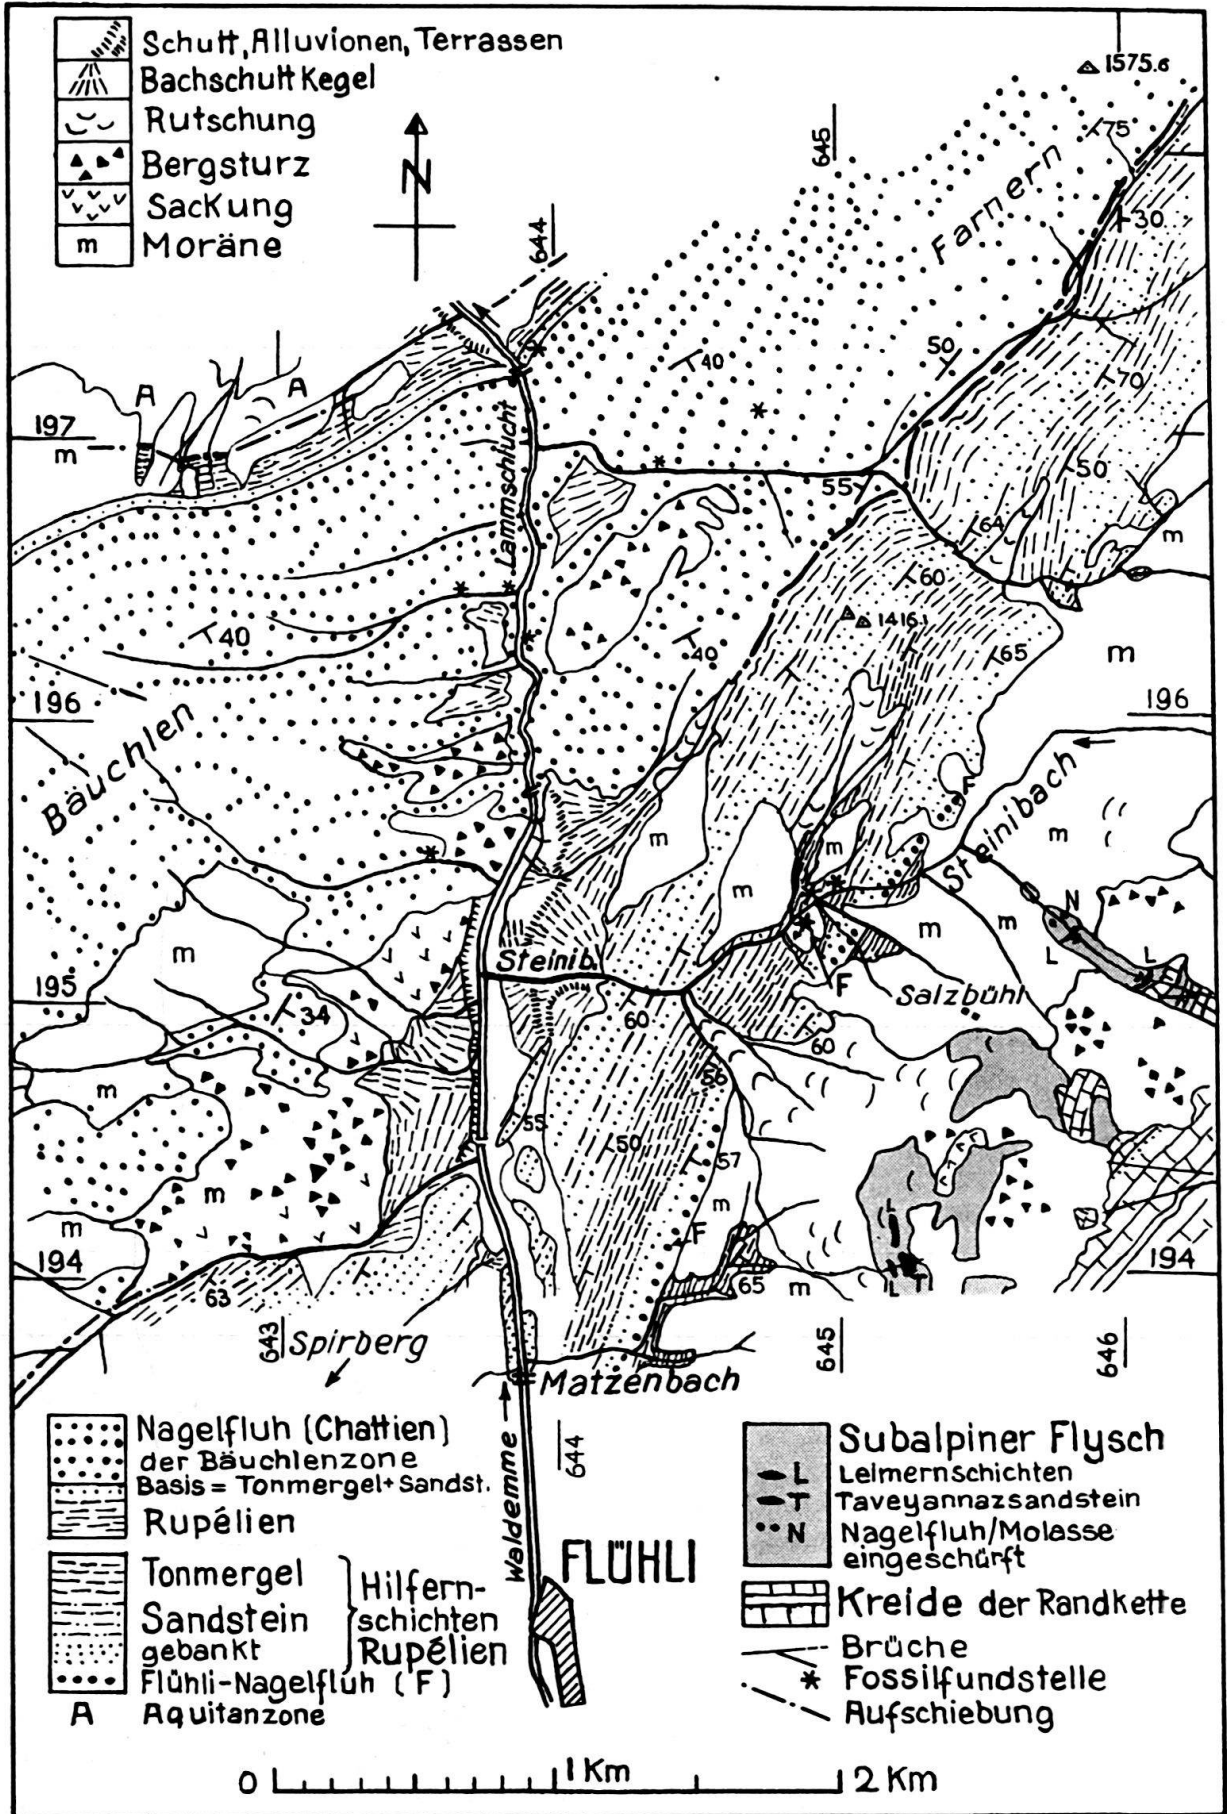 Schutt, Alluvionen, Terrassen
Bachschutt Kegel
Rutschung
Bergsturz
Sackung
m Moräne
N
1575.6
645
75
Farnern
30
644
A
A
197
m
Lammschlucht
40
50
70
50
55
64
m
60
1416.1
40
40
65
m
196
196
Bäuchlen
Steinibach
m
m
m
m
N
m
m
m
L
L
195
Steinib.
F
Salzbühl
34
60
60
56
m
55
50
57
m
m
m
F
L
194
194
65
m
L
T
63
643
Spirberg
645
646
Matzenbach
Waldemme
644
FLÜHLI
Nagelfluh (Chattien)
der Bäuchlenzone
Basis = Tonmergel + Sandst.
Rupélien
Tonmergel
Sandstein
gebankt
Hilfern-
schichten
Rupélien
Flühli-Nagelfluh (F)
A Aquitanzone
Subalpiner Flysch
L Leimernschichten
T Taveyannazsandstein
N Nagelfluh/Molasse
eingeschürft
Kreide der Randkette
Brüche
Fossilfundstelle
Aufschiebung
0 1 Km 2 Km